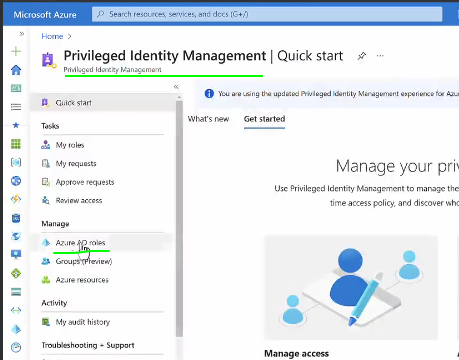 Microsoft Azure
Search resources, services, and docs (G+/)
Home
Privileged Identity Management | Quick start
Privileged Identity Management
Quick start
You are using the updated Privileged Identity Management experience for Azur
What's new
Get started
Tasks
My roles
My requests
Approve requests
Review access
Manage
Azure AD roles
Groups (Preview)
Azure resources
Activity
My audit history
Troubleshooting + Support
Manage your priv
Use Privileged Identity Management to manage the
time access policy, and discover who
Manage access